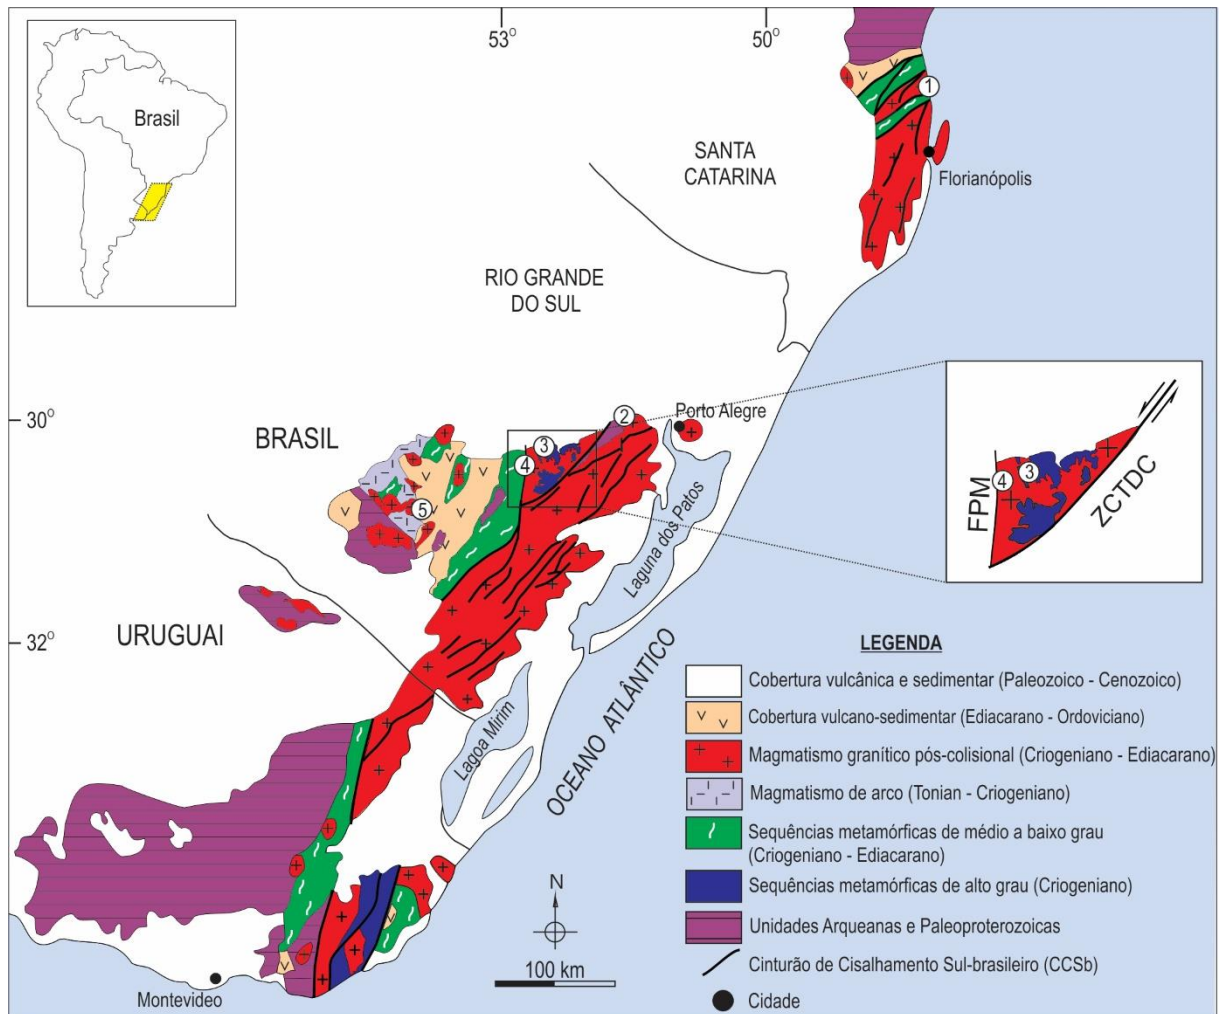 53°
50°
Brasil
1
SANTA
CATARINA
Florianópolis
RIO GRANDE
DO SUL
30°
BRASIL
2
Porto Alegre
3
4
5
Laguna dos Patos
FPM
4
3
ZCTDC
32°
URUGUAI
Lagoa Mirim
OCEANO ATLÂNTICO
Montevideo
N
100 km
LEGENDA
Cobertura vulcânica e sedimentar (Paleozoico - Cenozoico)
Cobertura vulcano-sedimentar (Ediacarano - Ordoviciano)
Magmatismo granítico pós-colisional (Criogeniano - Ediacarano)
Magmatismo de arco (Tonian - Criogeniano)
Sequências metamórficas de médio a baixo grau
(Criogeniano - Ediacarano)
Sequências metamórficas de alto grau (Criogeniano)
Unidades Arqueanas e Paleoproterozoicas
Cinturão de Cisalhamento Sul-brasileiro (CCSb)
Cidade